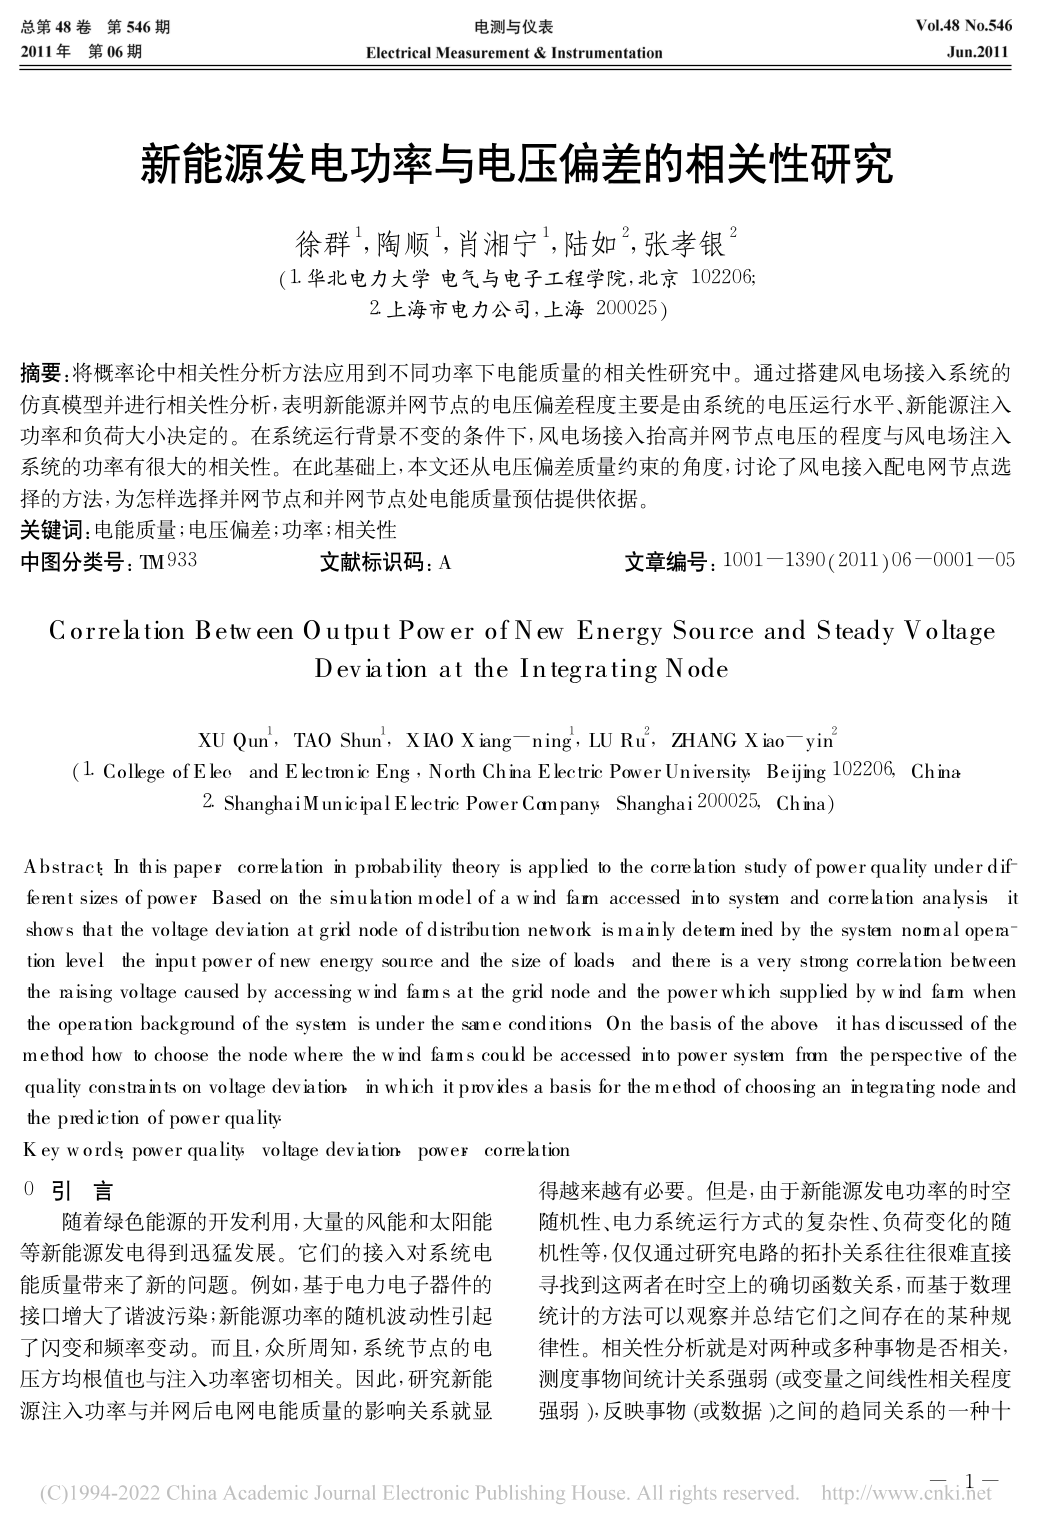 总第 48 卷　第 546 期
电测与仪表
Vol.48 No.546
2011 年　第 06 期
Electrical Measurement & Instrumentation
Jun.2011
新能源发电功率与电压偏差的相关性研究
徐群1, 陶顺1, 肖湘宁1, 陆如2, 张孝银2
(1. 华北电力大学 电气与电子工程学院, 北京 102206;
2. 上海市电力公司, 上海 200025)
摘要:将概率论中相关性分析方法应用到不同功率下电能质量的相关性研究中。通过搭建风电场接入系统的
仿真模型并进行相关性分析,表明新能源并网节点的电压偏差程度主要是由系统的电压运行水平、新能源注入
功率和负荷大小决定的。在系统运行背景不变的条件下,风电场接入抬高并网节点电压的程度与风电场注入
系统的功率有很大的相关性。在此基础上,本文还从电压偏差质量约束的角度,讨论了风电接入配电网节点选
择的方法,为怎样选择并网节点和并网节点处电能质量预估提供依据。
关键词:电能质量;电压偏差;功率;相关性
中图分类号: TM933　文献标识码: A　文章编号: 1001-1390(2011)06-0001-05
Correlation Between Output Power of New Energy Source and Steady Voltage
Deviation at the Integrating Node
XU Qun1, TAO Shun1, XIAO Xiang-ning1, LU Ru2, ZHANG Xiao-yin2
(1. College of Elec. and Electronic Eng., North China Electric Power University, Beijing 102206, China.
2. Shanghai Municipal Electric Power Company, Shanghai 200025, China)
Abstract: In this paper, correlation in probability theory is applied to the correlation study of power quality under dif-
ferent sizes of power. Based on the simulation model of a wind farm accessed into system and correlation analysis, it
shows that the voltage deviation at grid node of distribution network is mainly determined by the system normal opera-
tion level, the input power of new energy source and the size of loads, and there is a very strong correlation between
the raising voltage caused by accessing wind farms at the grid node and the power which supplied by wind farm when
the operation background of the system is under the same conditions. On the basis of the above, it has discussed of the
method how to choose the node where the wind farms could be accessed into power system from the perspective of the
quality constraints on voltage deviation, in which it provides a basis for the method of choosing an integrating node and
the prediction of power quality.
Key words: power quality, voltage deviation, power, correlation
0 引　言
随着绿色能源的开发利用,大量的风能和太阳能
等新能源发电得到迅猛发展。它们的接入对系统电
能质量带来了新的问题。例如,基于电力电子器件的
接口增大了谐波污染;新能源功率的随机波动性引起
了闪变和频率变动。而且,众所周知,系统节点的电
压方均根值也与注入功率密切相关。因此,研究新能
源注入功率与并网后电网电能质量的影响关系就显
得越来越有必要。但是,由于新能源发电功率的时空
随机性、电力系统运行方式的复杂性、负荷变化的随
机性等,仅仅通过研究电路的拓扑关系往往很难直接
寻找到这两者在时空上的确切函数关系,而基于数理
统计的方法可以观察并总结它们之间存在的某种规
律性。相关性分析就是对两种或多种事物是否相关,
测度事物间统计关系强弱 (或变量之间线性相关程度
强弱 ),反映事物 (或数据 )之间的趋同关系的一种十
— 1 —
(C)1994-2022 China Academic Journal Electronic Publishing House. All rights reserved. http://www.cnki.net